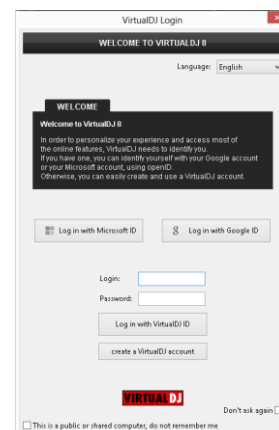 VirtualDJ Login
WELCOME TO VIRTUALDJ 8
Language: English
WELCOME
Welcome to VirtualDJ 8
In order to personalize your experience and access most of
the online features, VirtualDJ needs to identify you.
If you have one, you can identify yourself with your Google account
or your Microsoft account, using openID.
Otherwise, you can easily create and use a VirtualDJ account.
Log in with Microsoft ID
8 Log in with Google ID
Login:
Password:
Log in with VirtualDJ ID
create a VirtualDJ account
VIRTUAL DJ
Don't ask again
This is a public or shared computer, do not remember me